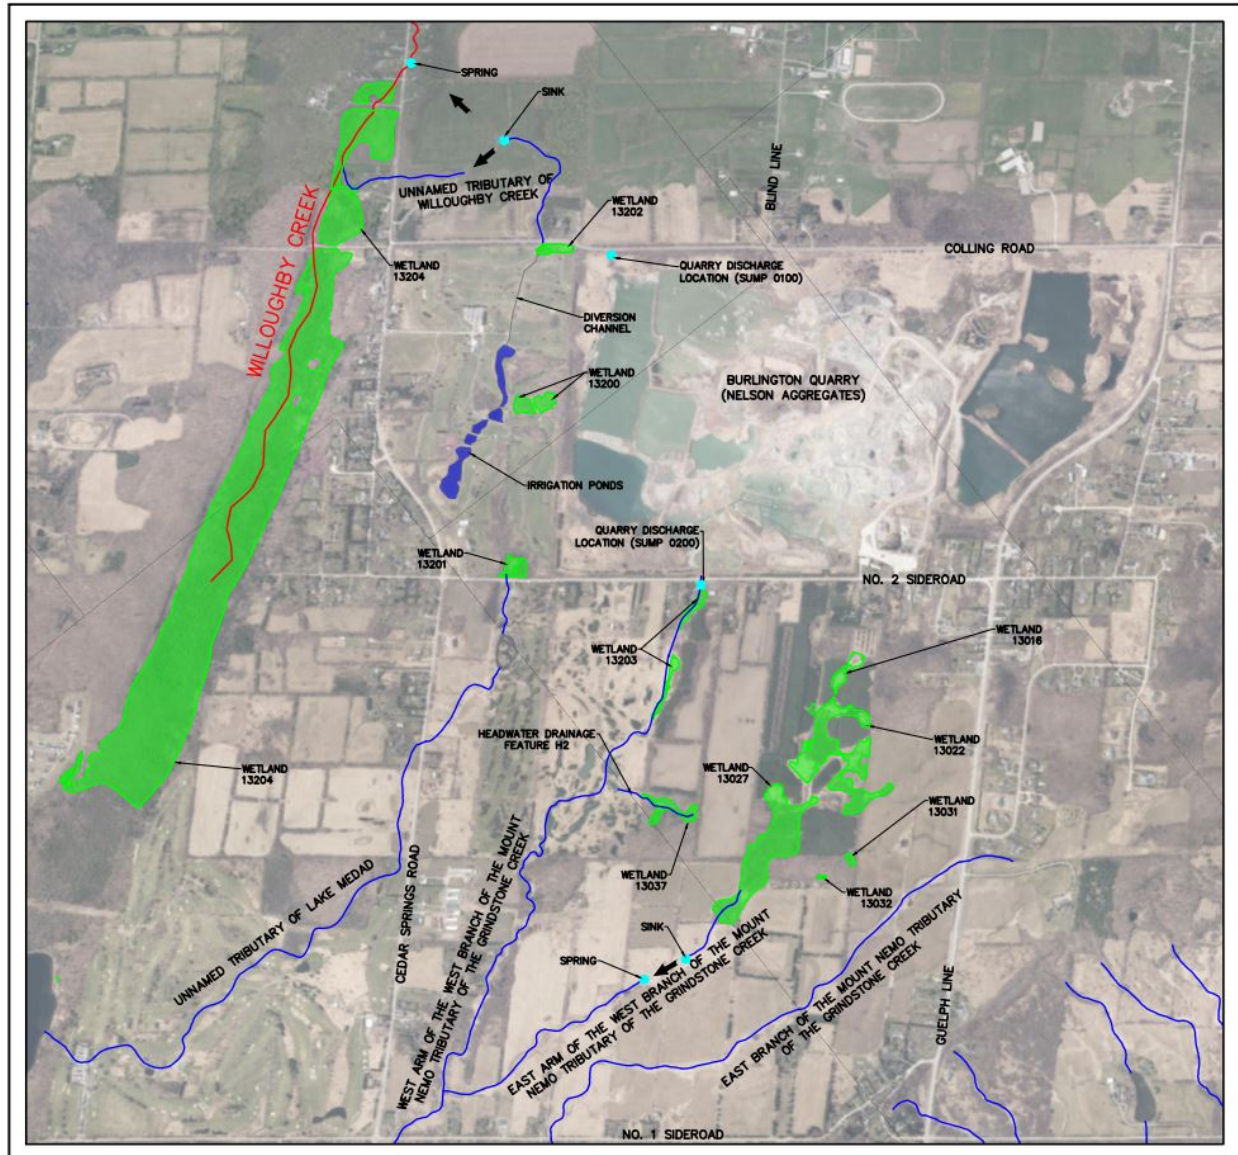 SPRING
SINK
UNNAMED TRIBUTARY OF
WILLOUGHBY CREEK
BLIND LINE
WETLAND
13202
WILLOUGHBY CREEK
COLLING ROAD
WETLAND
13204
QUARRY DISCHARGE
LOCATION (SUMP 0100)
DIVERSION
CHANNEL
WETLAND
13200
BURLINGTON QUARRY
(NELSON AGGREGATES)
IRRIGATION PONDS
QUARRY DISCHARGE
LOCATION (SUMP 0200)
WETLAND
13201
NO. 2 SIDEROAD
WETLAND
13016
WETLAND
13203
HEADWATER DRAINAGE
FEATURE H2
WETLAND
13022
WETLAND
13204
WETLAND
13027
WETLAND
13031
WETLAND
13037
WETLAND
13032
UNNAMED TRIBUTARY OF LAKE MEDAD
CEDAR SPRINGS ROAD
WEST ARM OF THE WEST BRANCH OF THE MOUNT
NEMO TRIBUTARY OF THE GRINDSTONE CREEK
SINK
SPRING
EAST ARM OF THE WEST BRANCH OF THE MOUNT
NEMO TRIBUTARY OF THE GRINDSTONE CREEK
EAST BRANCH OF THE MOUNT NEMO TRIBUTARY
OF THE GRINDSTONE CREEK
GUELPH LINE
NO. 1 SIDEROAD